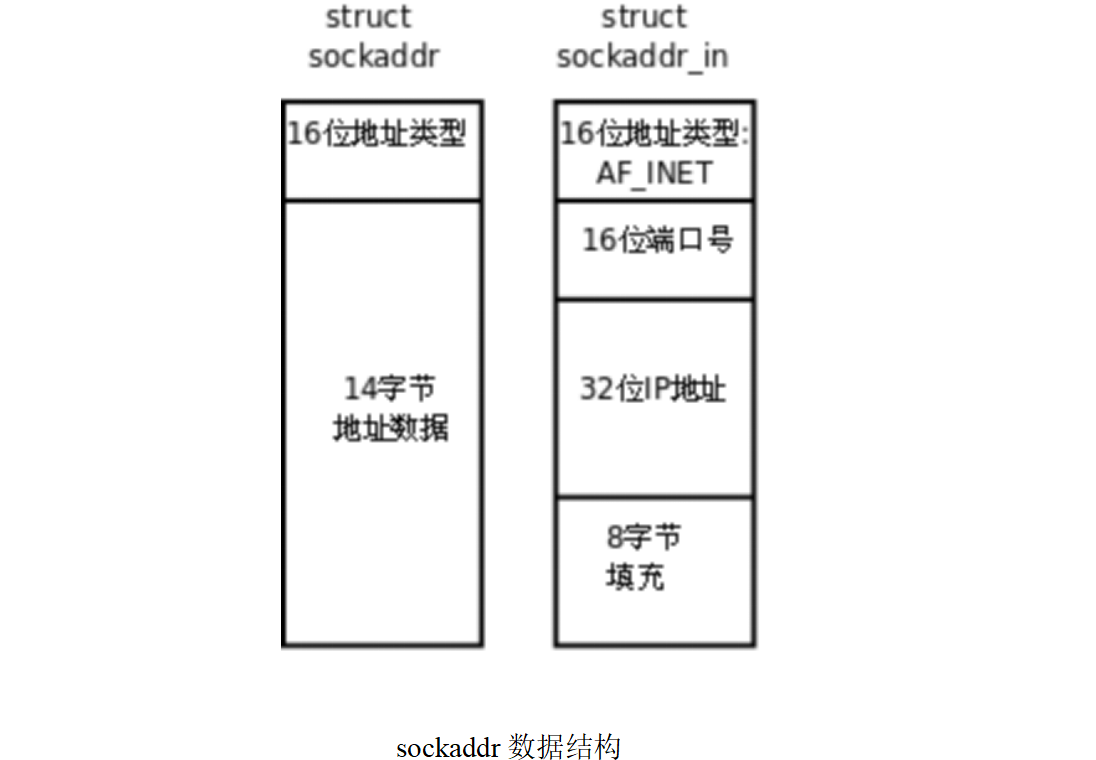 struct
sockaddr
16位地址类型
14字节
地址数据
struct
sockaddr_in
16位地址类型:
AF_INET
16位端口号
32位IP地址
8字节
填充
sockaddr 数据结构